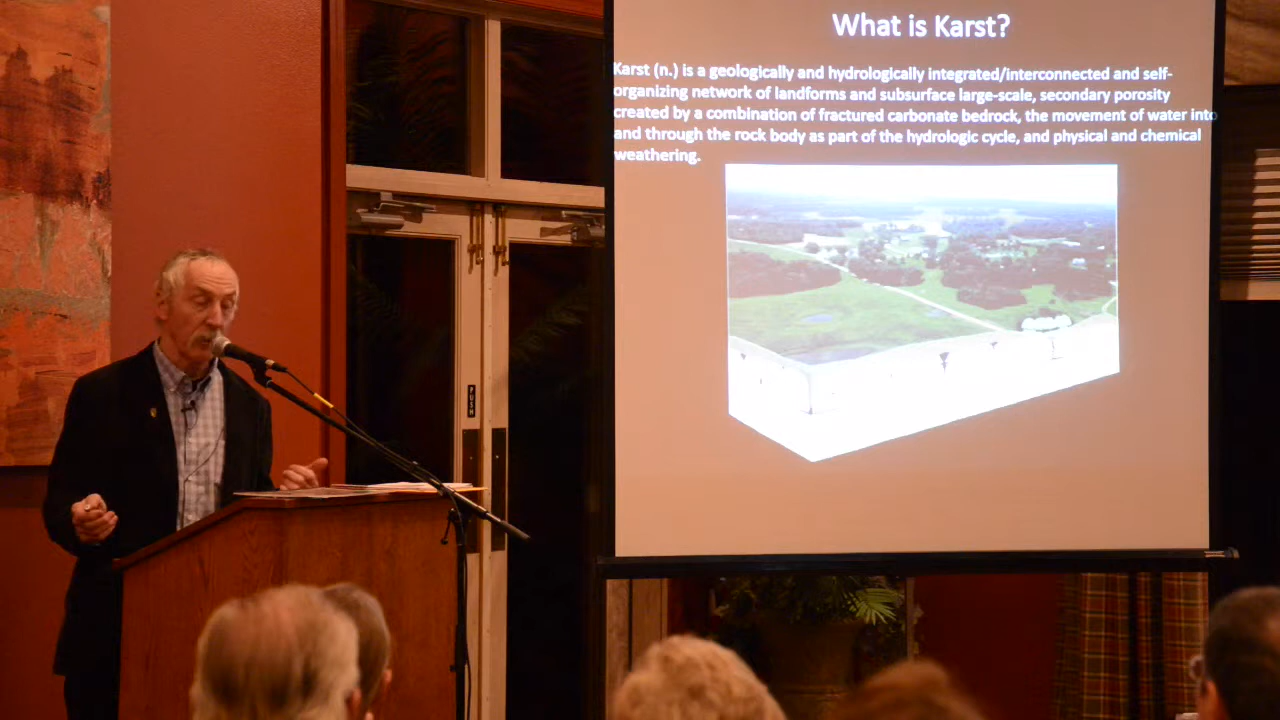 What is Karst?
Karst (n.) is a geologically and hydrologically integrated/interconnected and self-
organizing network of landforms and subsurface large-scale, secondary porosity
created by a combination of fractured carbonate bedrock, the movement of water into
and through the rock body as part of the hydrologic cycle, and physical and chemical
weathering.
PUSH